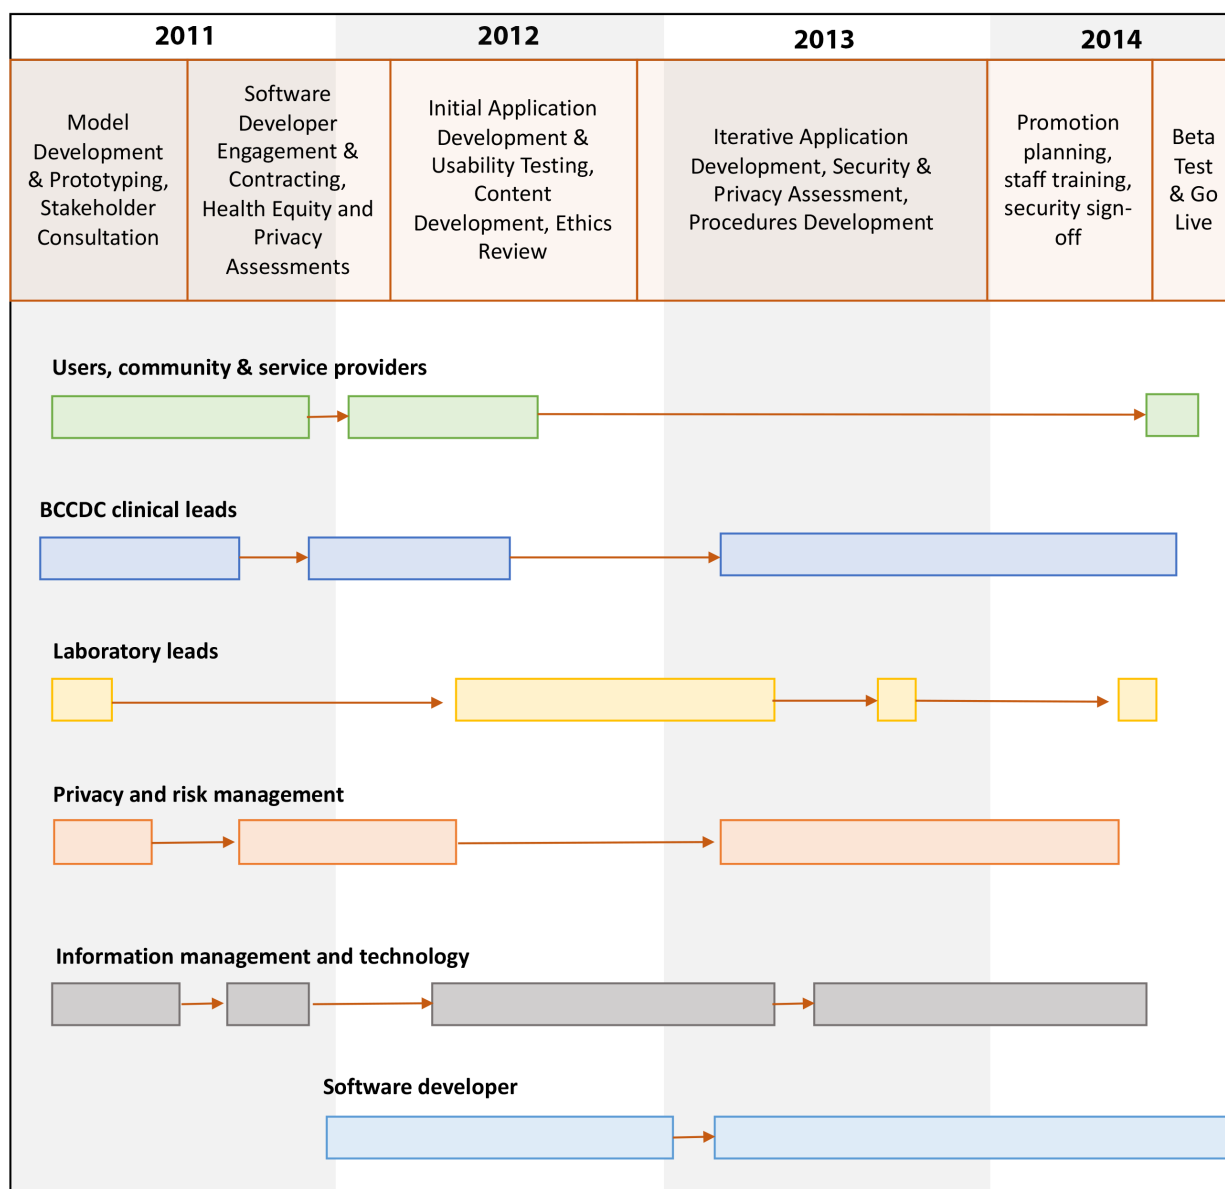 2011
2012
2013
2014
Model
Development
& Prototyping,
Stakeholder
Consultation
Software
Developer
Engagement &
Contracting,
Health Equity and
Privacy
Assessments
Initial Application
Development &
Usability Testing,
Content
Development, Ethics
Review
Iterative Application
Development, Security &
Privacy Assessment,
Procedures Development
Promotion
planning,
staff training,
security sign-
off
Beta
Test
& Go
Live
Users, community & service providers
BCCDC clinical leads
Laboratory leads
Privacy and risk management
Information management and technology
Software developer